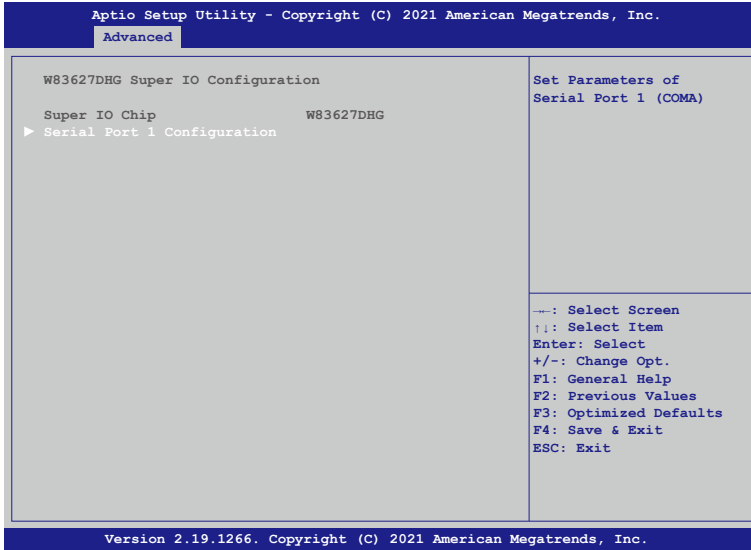 Aptio Setup Utility - Copyright (C) 2021 American Megatrends, Inc.
Advanced
W83627DHG Super IO Configuration
Super IO Chip W83627DHG
► Serial Port 1 Configuration
Set Parameters of
Serial Port 1 (COMA)
→←: Select Screen
↑↓: Select Item
Enter: Select
+/-: Change Opt.
F1: General Help
F2: Previous Values
F3: Optimized Defaults
F4: Save & Exit
ESC: Exit
Version 2.19.1266. Copyright (C) 2021 American Megatrends, Inc.